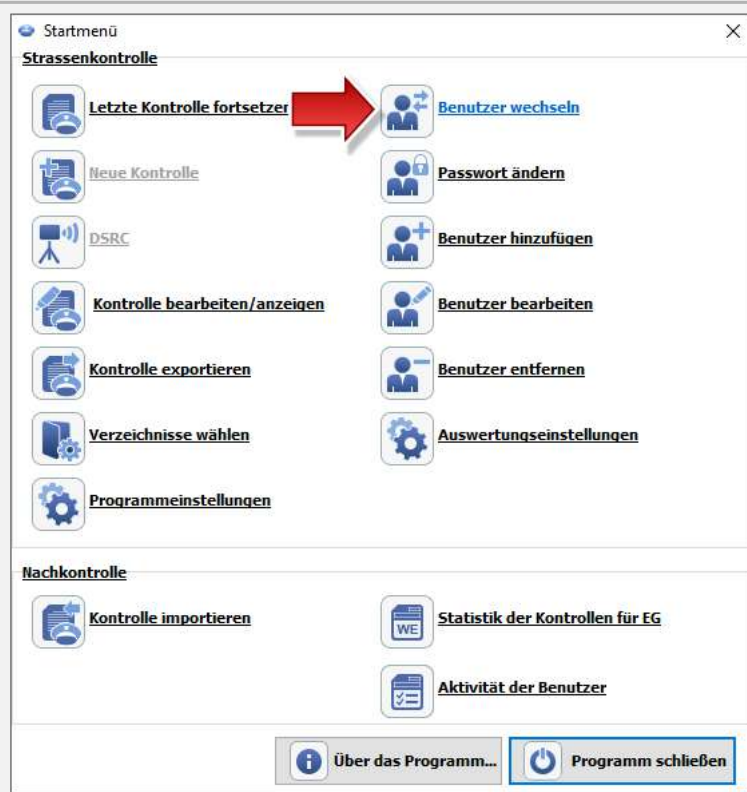 Startmenü
Strassenkontrolle
Letzte Kontrolle fortsetzen
Benutzer wechseln
Neue Kontrolle
Passwort ändern
DSRC
Benutzer hinzufügen
Kontrolle bearbeiten/anzeigen
Benutzer bearbeiten
Kontrolle exportieren
Benutzer entfernen
Verzeichnisse wählen
Auswertungseinstellungen
Programmeinstellungen
Nachkontrolle
Kontrolle importieren
WE
Statistik der Kontrollen für EG
Aktivität der Benutzer
Über das Programm...
Programm schließen